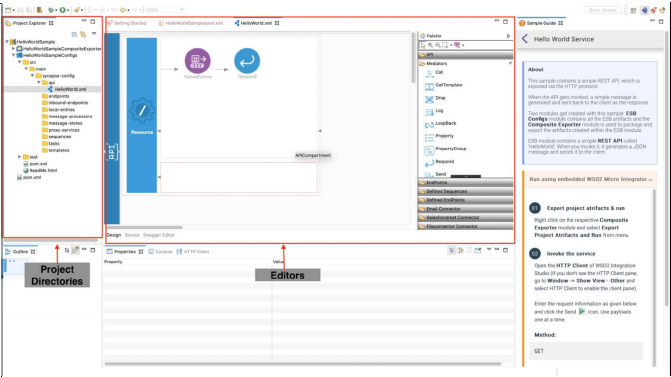 100%
Quick Access
Project Explorer
HelloWorldSample
HelloWorldSampleCompositeExporter
HelloWorldSampleConfigs
src
main
synapse-config
api
HelloWorld.xml
endpoints
inbound-endpoints
local-entries
message-processors
message-stores
proxy-services
sequences
tasks
templates
test
pom.xml
ReadMe.html
pom.xml
Outline
Project
Directories
Getting Started
HelloWorldSample/pom.xml
HelloWorld.xml
API
Resource
PayloadFactory
Respond
APICompartment
Design Source Swagger Editor
Palette
API
Mediators
Call
CallTemplate
Drop
Log
LoopBack
Property
PropertyGroup
Respond
Send
EndPoints
Defined Sequences
Defined EndPoints
Email Connector
Salesforcerest Connector
Fileconnector Connector
Properties
Console
HTTP Client
Property
Value
Editors
Sample Guide
Hello World Service
About
This sample contains a simple REST API, which is
exposed via the HTTP protocol
When the API gets invoked, a simple message is
generated and sent back to the client as the response.
Two modules get created with this sample. ESB
Configs module contains all the ESB artifacts and the
Composite Exporter module is used to package and
export the artifacts created within the ESB module.
ESB module contains a simple REST API called
HelloWorld. When you invoke it, it generates a JSON
message and sends it to the client.
Run using embedded WSO2 Micro Integrator
01 Export project atrifacts & run
Right click on the respective Composite
Exporter module and select Export
Project Atrifacts and Run from menu.
02 Invoke the service
Open the HTTP Client of WSO2 Integration
Studio (if you don't see the HTTP Client pane,
go to Window -> Show View - Other and
select HTTP Client to enable the client pane).
Enter the request information as given below
and click the Send icon. Use payloads
one at a time.
Method:
GET